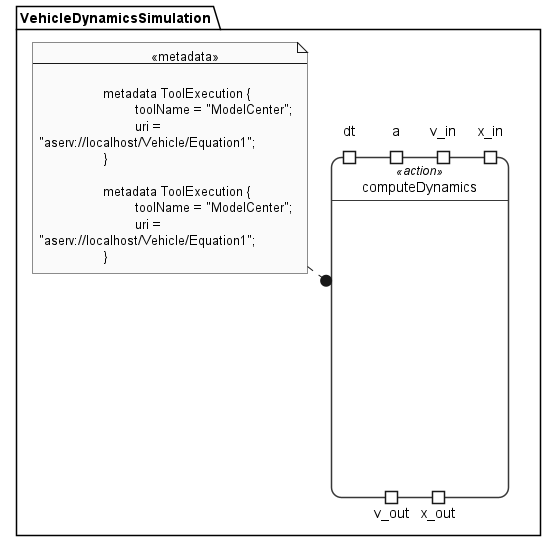 VehicleDynamicsSimulation
«metadata»
metadata ToolExecution {
toolName = "ModelCenter";
uri =
"aserv://localhost/Vehicle/Equation1";
}
metadata ToolExecution {
toolName = "ModelCenter";
uri =
"aserv://localhost/Vehicle/Equation1";
}
dt a v_in x_in
«action»
computeDynamics
v_out x_out